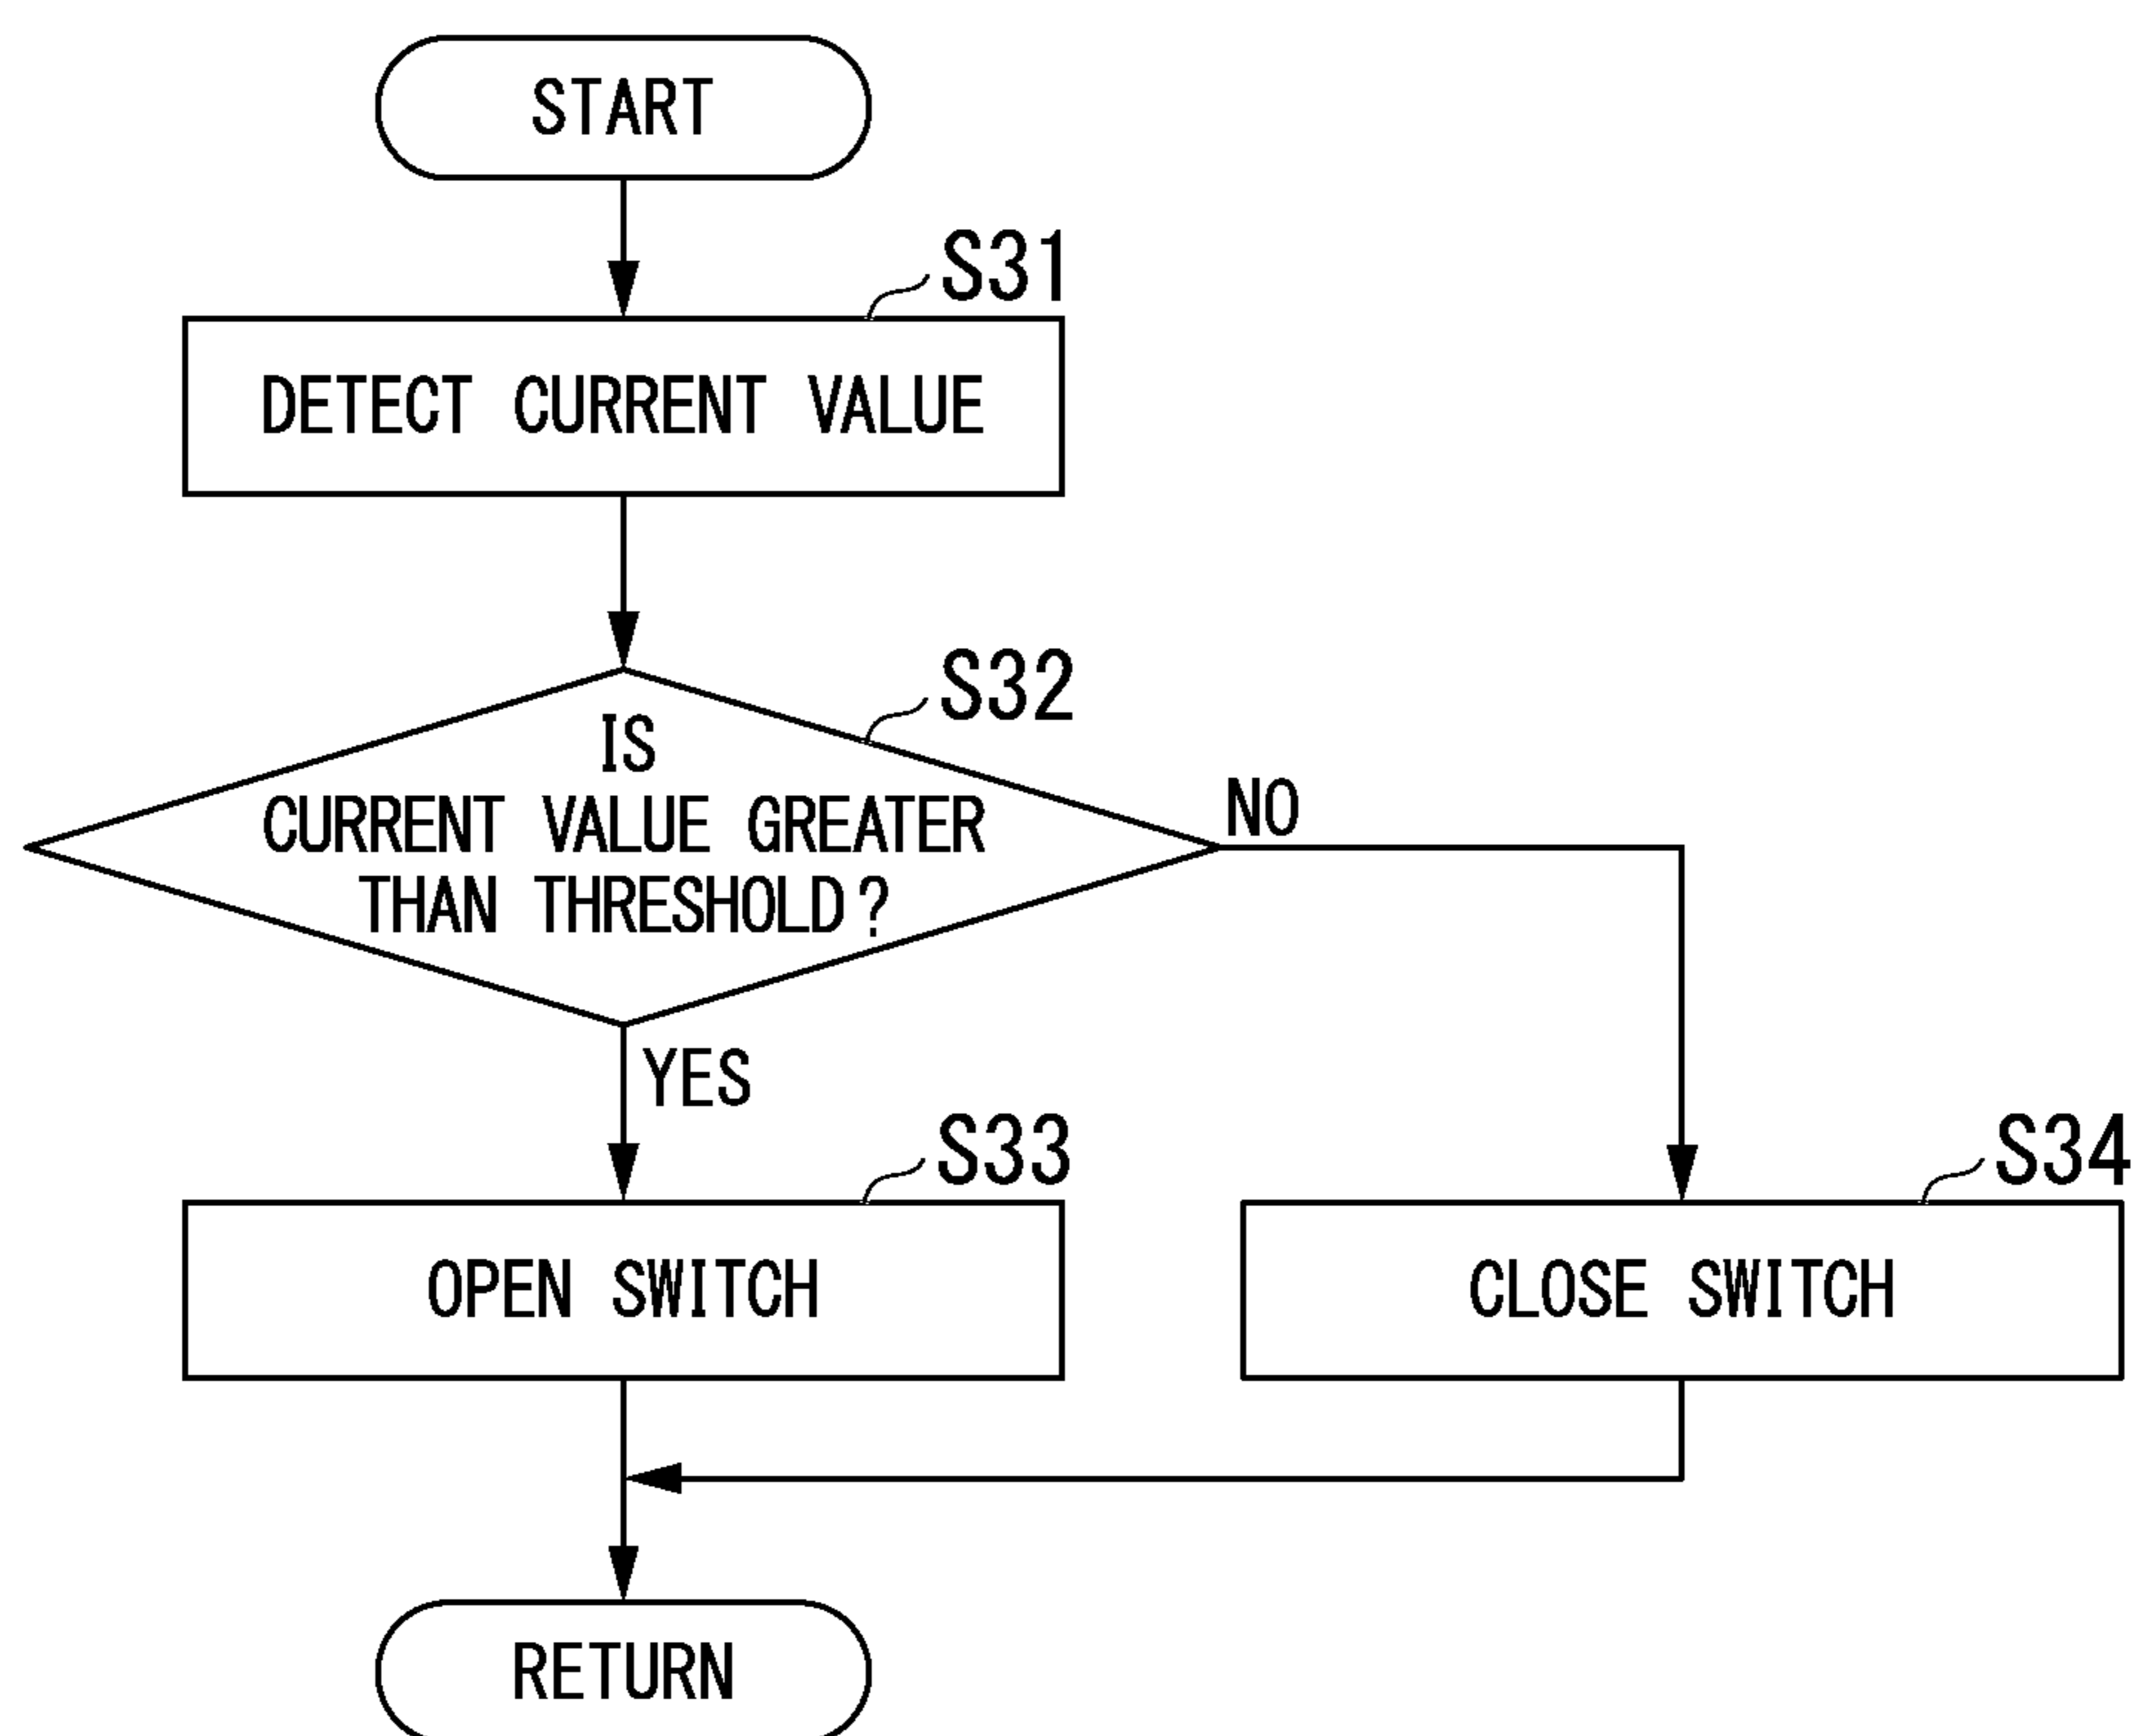 START
S31
DETECT CURRENT VALUE
S32
IS
CURRENT VALUE GREATER
THAN THRESHOLD?
NO
YES
S33
OPEN SWITCH
S34
CLOSE SWITCH
RETURN